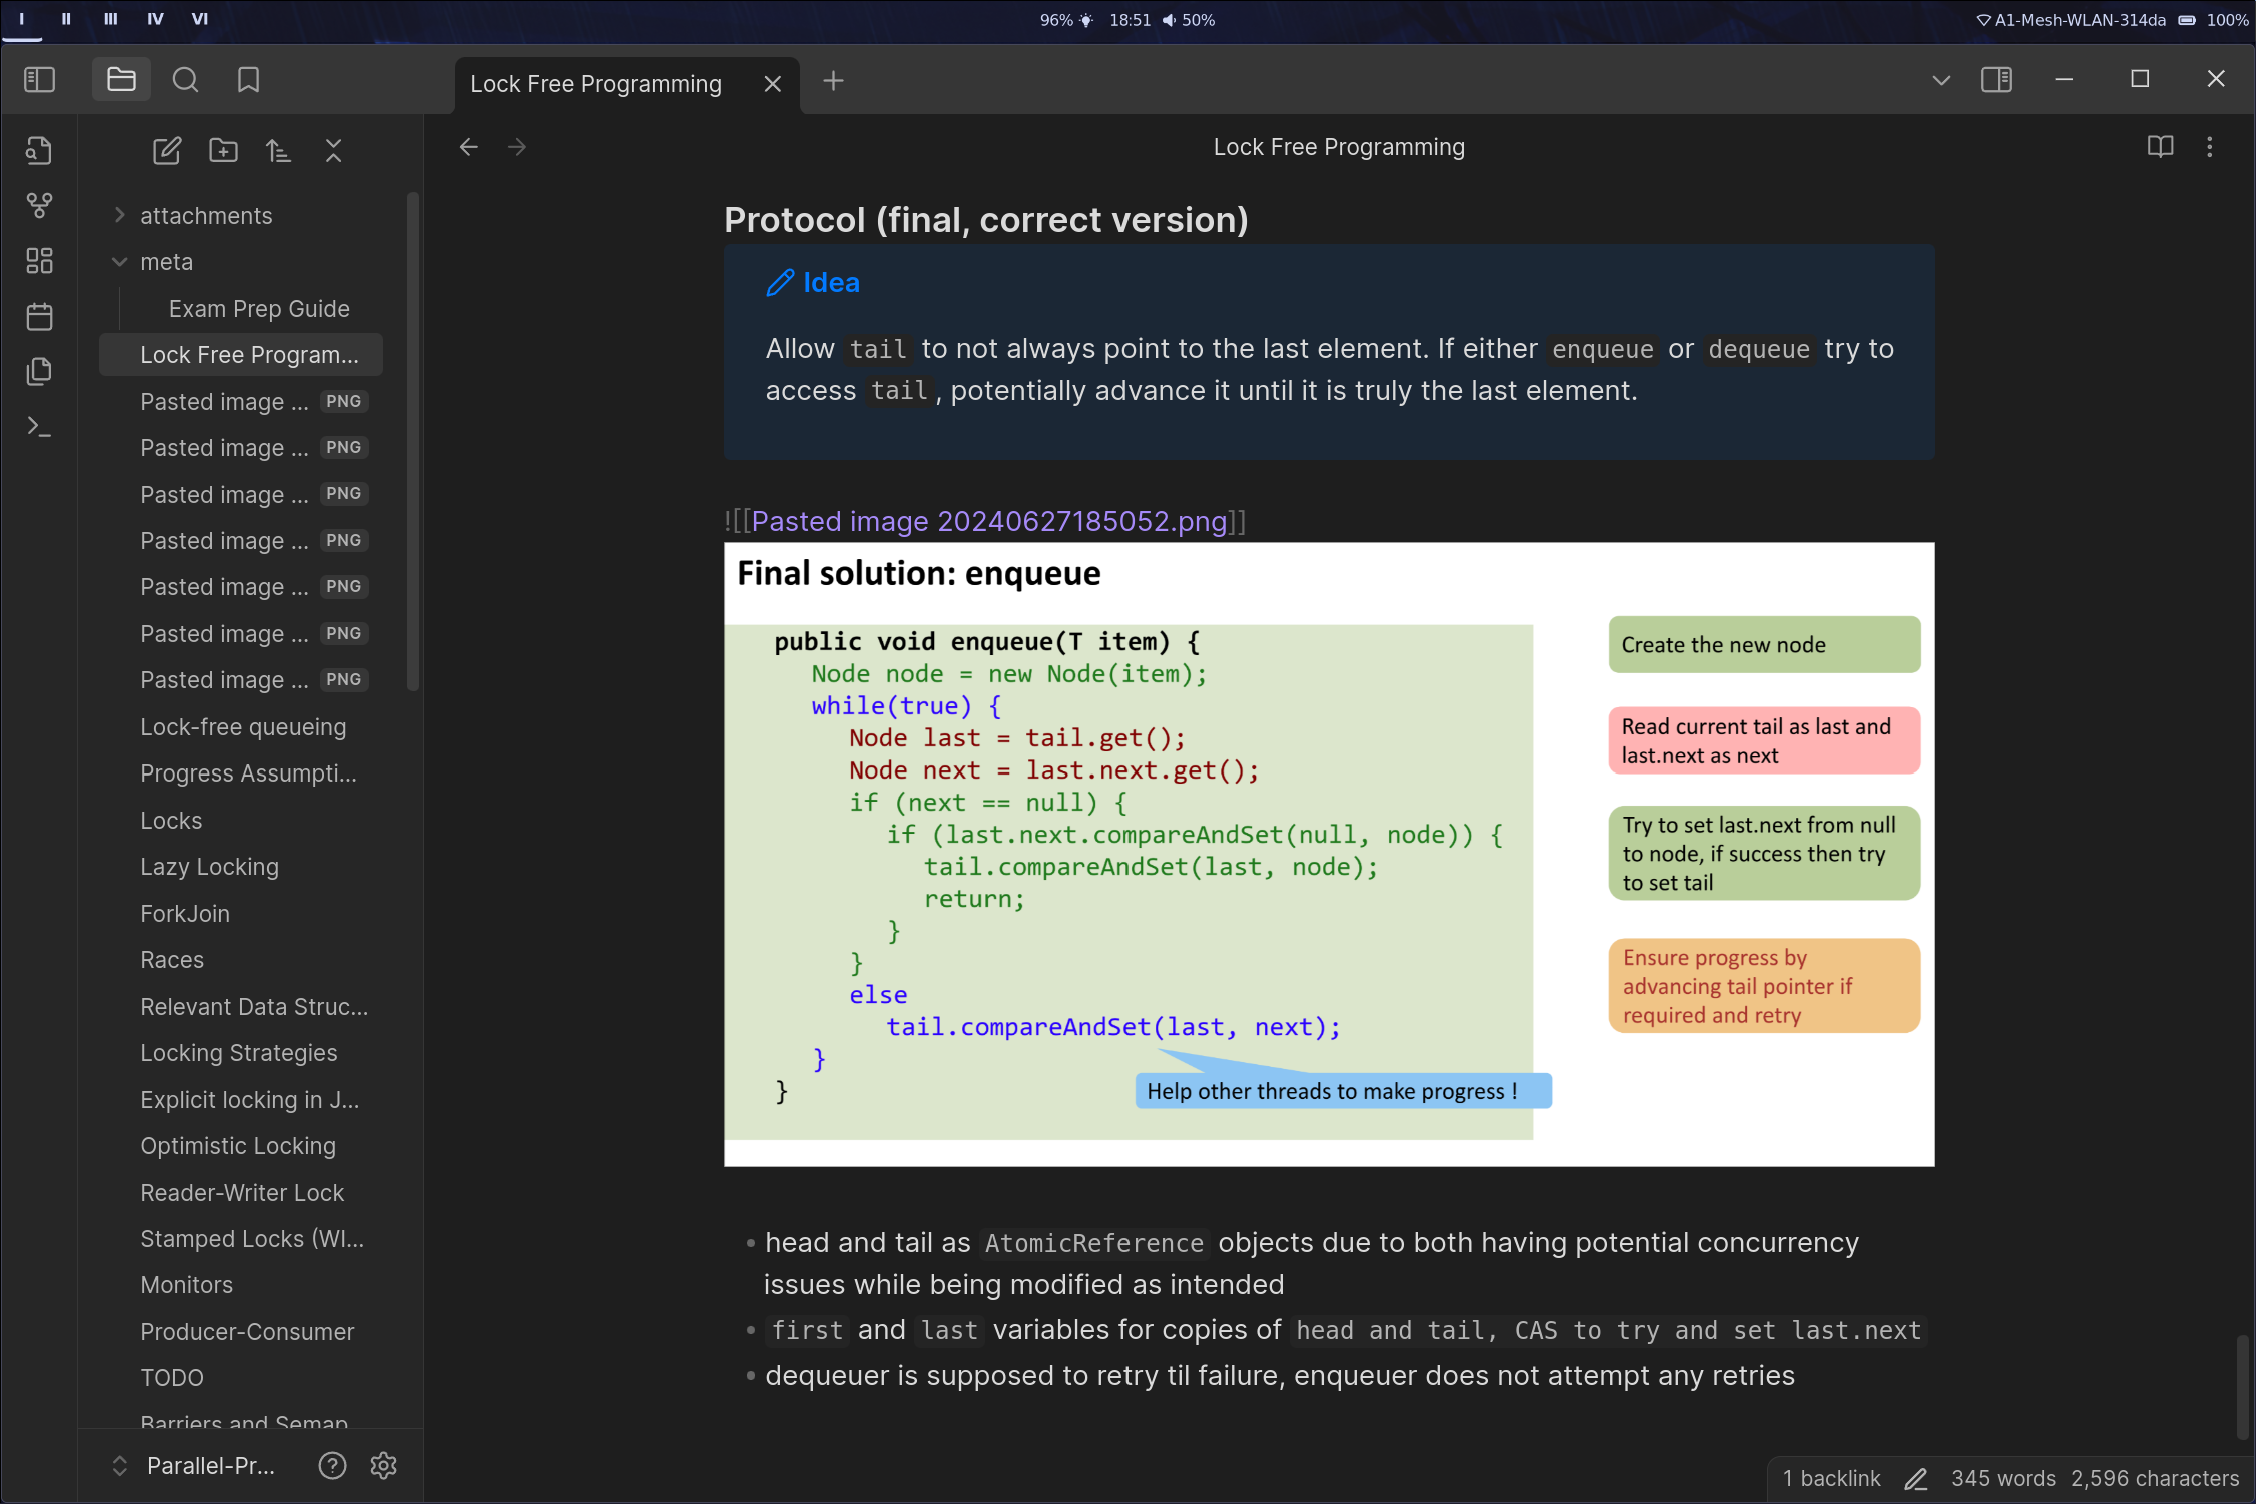 I II III IV VI
96% 18:51 50%
A1-Mesh-WLAN-314da 100%
Lock Free Programming
Lock Free Programming
attachments
meta
Exam Prep Guide
Lock Free Program...
Pasted image ... PNG
Pasted image ... PNG
Pasted image ... PNG
Pasted image ... PNG
Pasted image ... PNG
Pasted image ... PNG
Pasted image ... PNG
Lock-free queueing
Progress Assumpti...
Locks
Lazy Locking
ForkJoin
Races
Relevant Data Struc...
Locking Strategies
Explicit locking in J...
Optimistic Locking
Reader-Writer Lock
Stamped Locks (WI...
Monitors
Producer-Consumer
TODO
Barriers and Semap
Parallel-Pr...
Protocol (final, correct version)
Idea
Allow tail to not always point to the last element. If either enqueue or dequeue try to
access tail, potentially advance it until it is truly the last element.
![[Pasted image 20240627185052.png]]
Final solution: enqueue
public void enqueue(T item) {
Node node = new Node(item);
while(true) {
Node last = tail.get();
Node next = last.next.get();
if (next == null) {
if (last.next.compareAndSet(null, node)) {
tail.compareAndSet(last, node);
return;
}
}
else
tail.compareAndSet(last, next);
}
}
Help other threads to make progress !
Create the new node
Read current tail as last and
last.next as next
Try to set last.next from null
to node, if success then try
to set tail
Ensure progress by
advancing tail pointer if
required and retry
• head and tail as AtomicReference objects due to both having potential concurrency
issues while being modified as intended
• first and last variables for copies of head and tail, CAS to try and set last.next
• dequeuer is supposed to retry til failure, enqueuer does not attempt any retries
1 backlink 345 words 2,596 characters